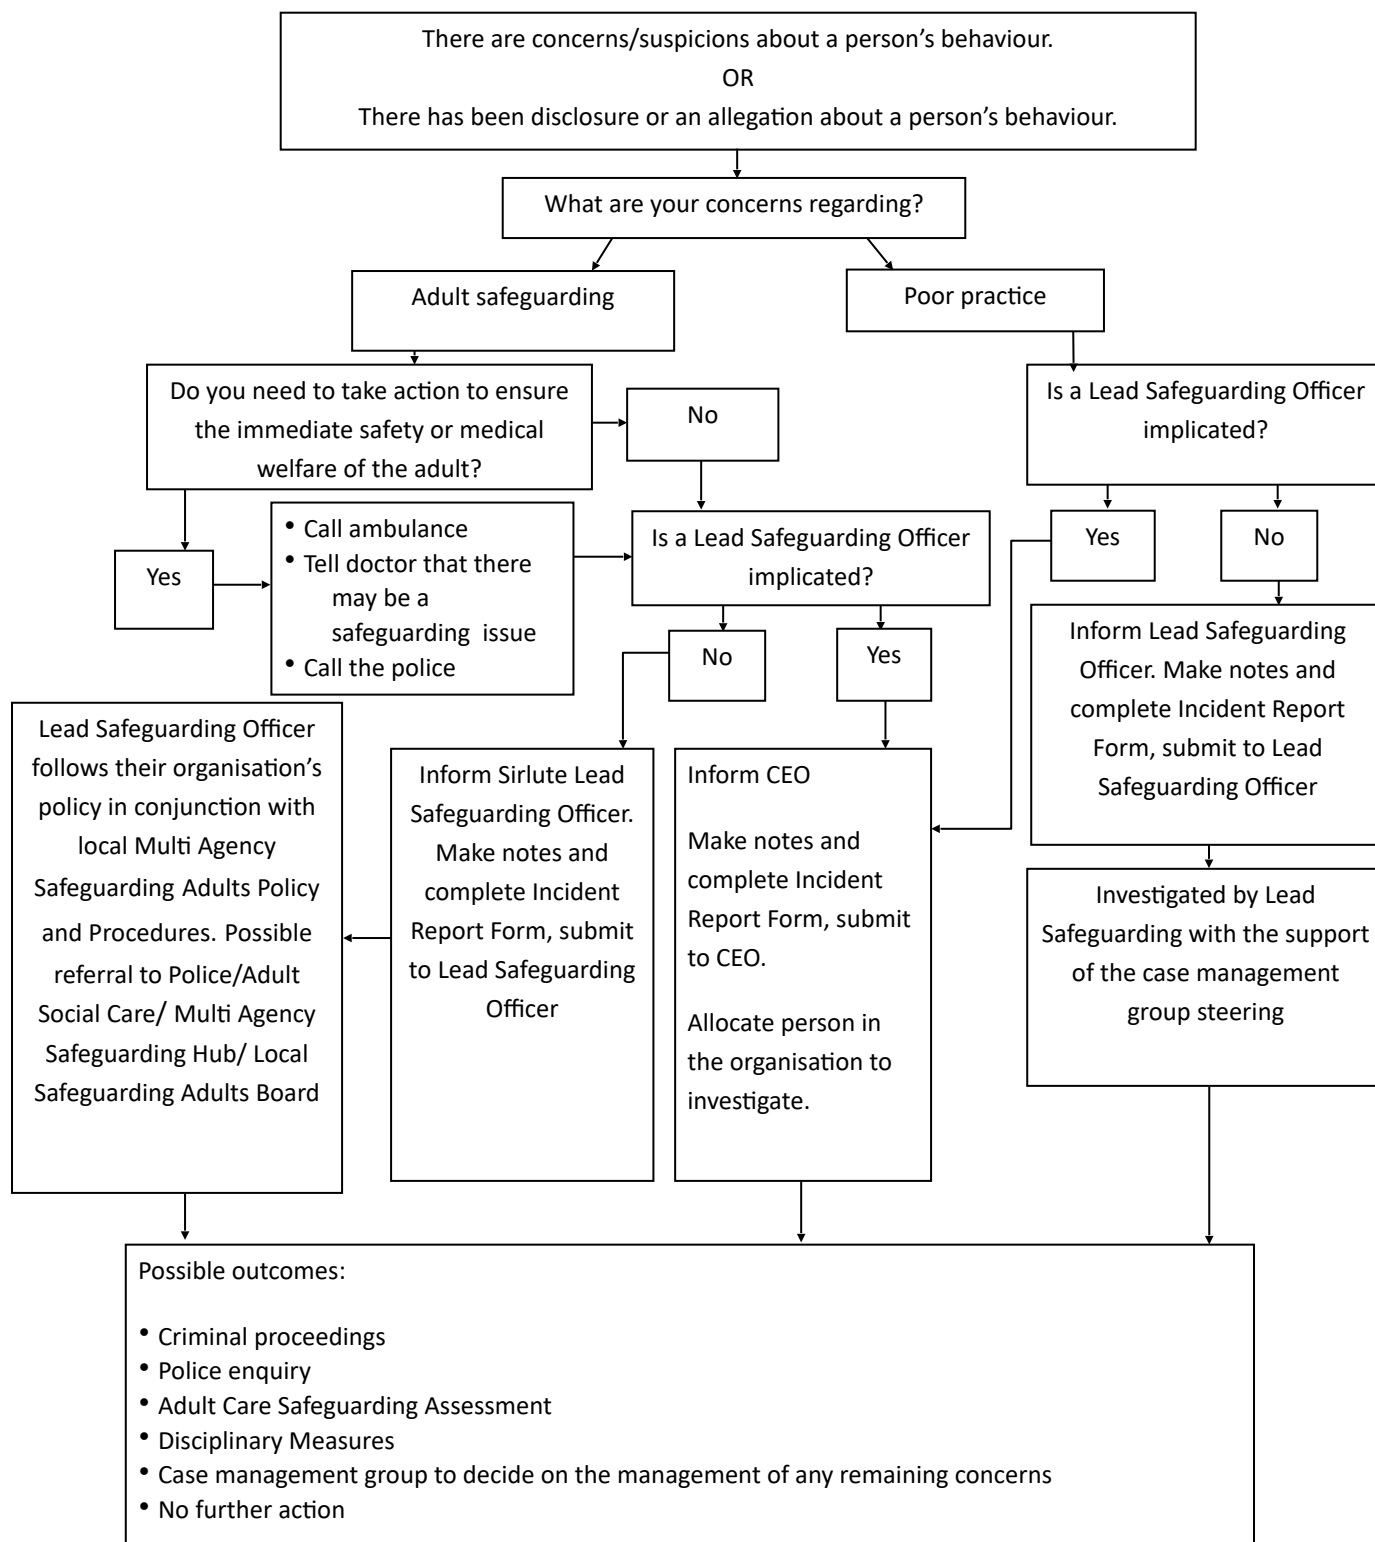 There are concerns/suspicions about a person’s behaviour.
OR
There has been disclosure or an allegation about a person’s behaviour.
What are your concerns regarding?
Adult safeguarding
Poor practice
Do you need to take action to ensure
the immediate safety or medical
welfare of the adult?
No
Is a Lead Safeguarding Officer
implicated?
Yes
• Call ambulance
• Tell doctor that there
may be a
safeguarding issue
• Call the police
Is a Lead Safeguarding Officer
implicated?
Yes
No
No
Yes
Inform Lead Safeguarding
Officer. Make notes and
complete Incident Report
Form, submit to Lead
Safeguarding Officer
Lead Safeguarding Officer
follows their organisation’s
policy in conjunction with
local Multi Agency
Safeguarding Adults Policy
and Procedures. Possible
referral to Police/Adult
Social Care/ Multi Agency
Safeguarding Hub/ Local
Safeguarding Adults Board
Inform Sirlute Lead
Safeguarding Officer.
Make notes and
complete Incident
Report Form, submit
to Lead Safeguarding
Officer
Inform CEO
Make notes and
complete Incident
Report Form, submit
to CEO.
Allocate person in
the organisation to
investigate.
Investigated by Lead
Safeguarding with the support
of the case management
group steering
Possible outcomes:
• Criminal proceedings
• Police enquiry
• Adult Care Safeguarding Assessment
• Disciplinary Measures
• Case management group to decide on the management of any remaining concerns
• No further action